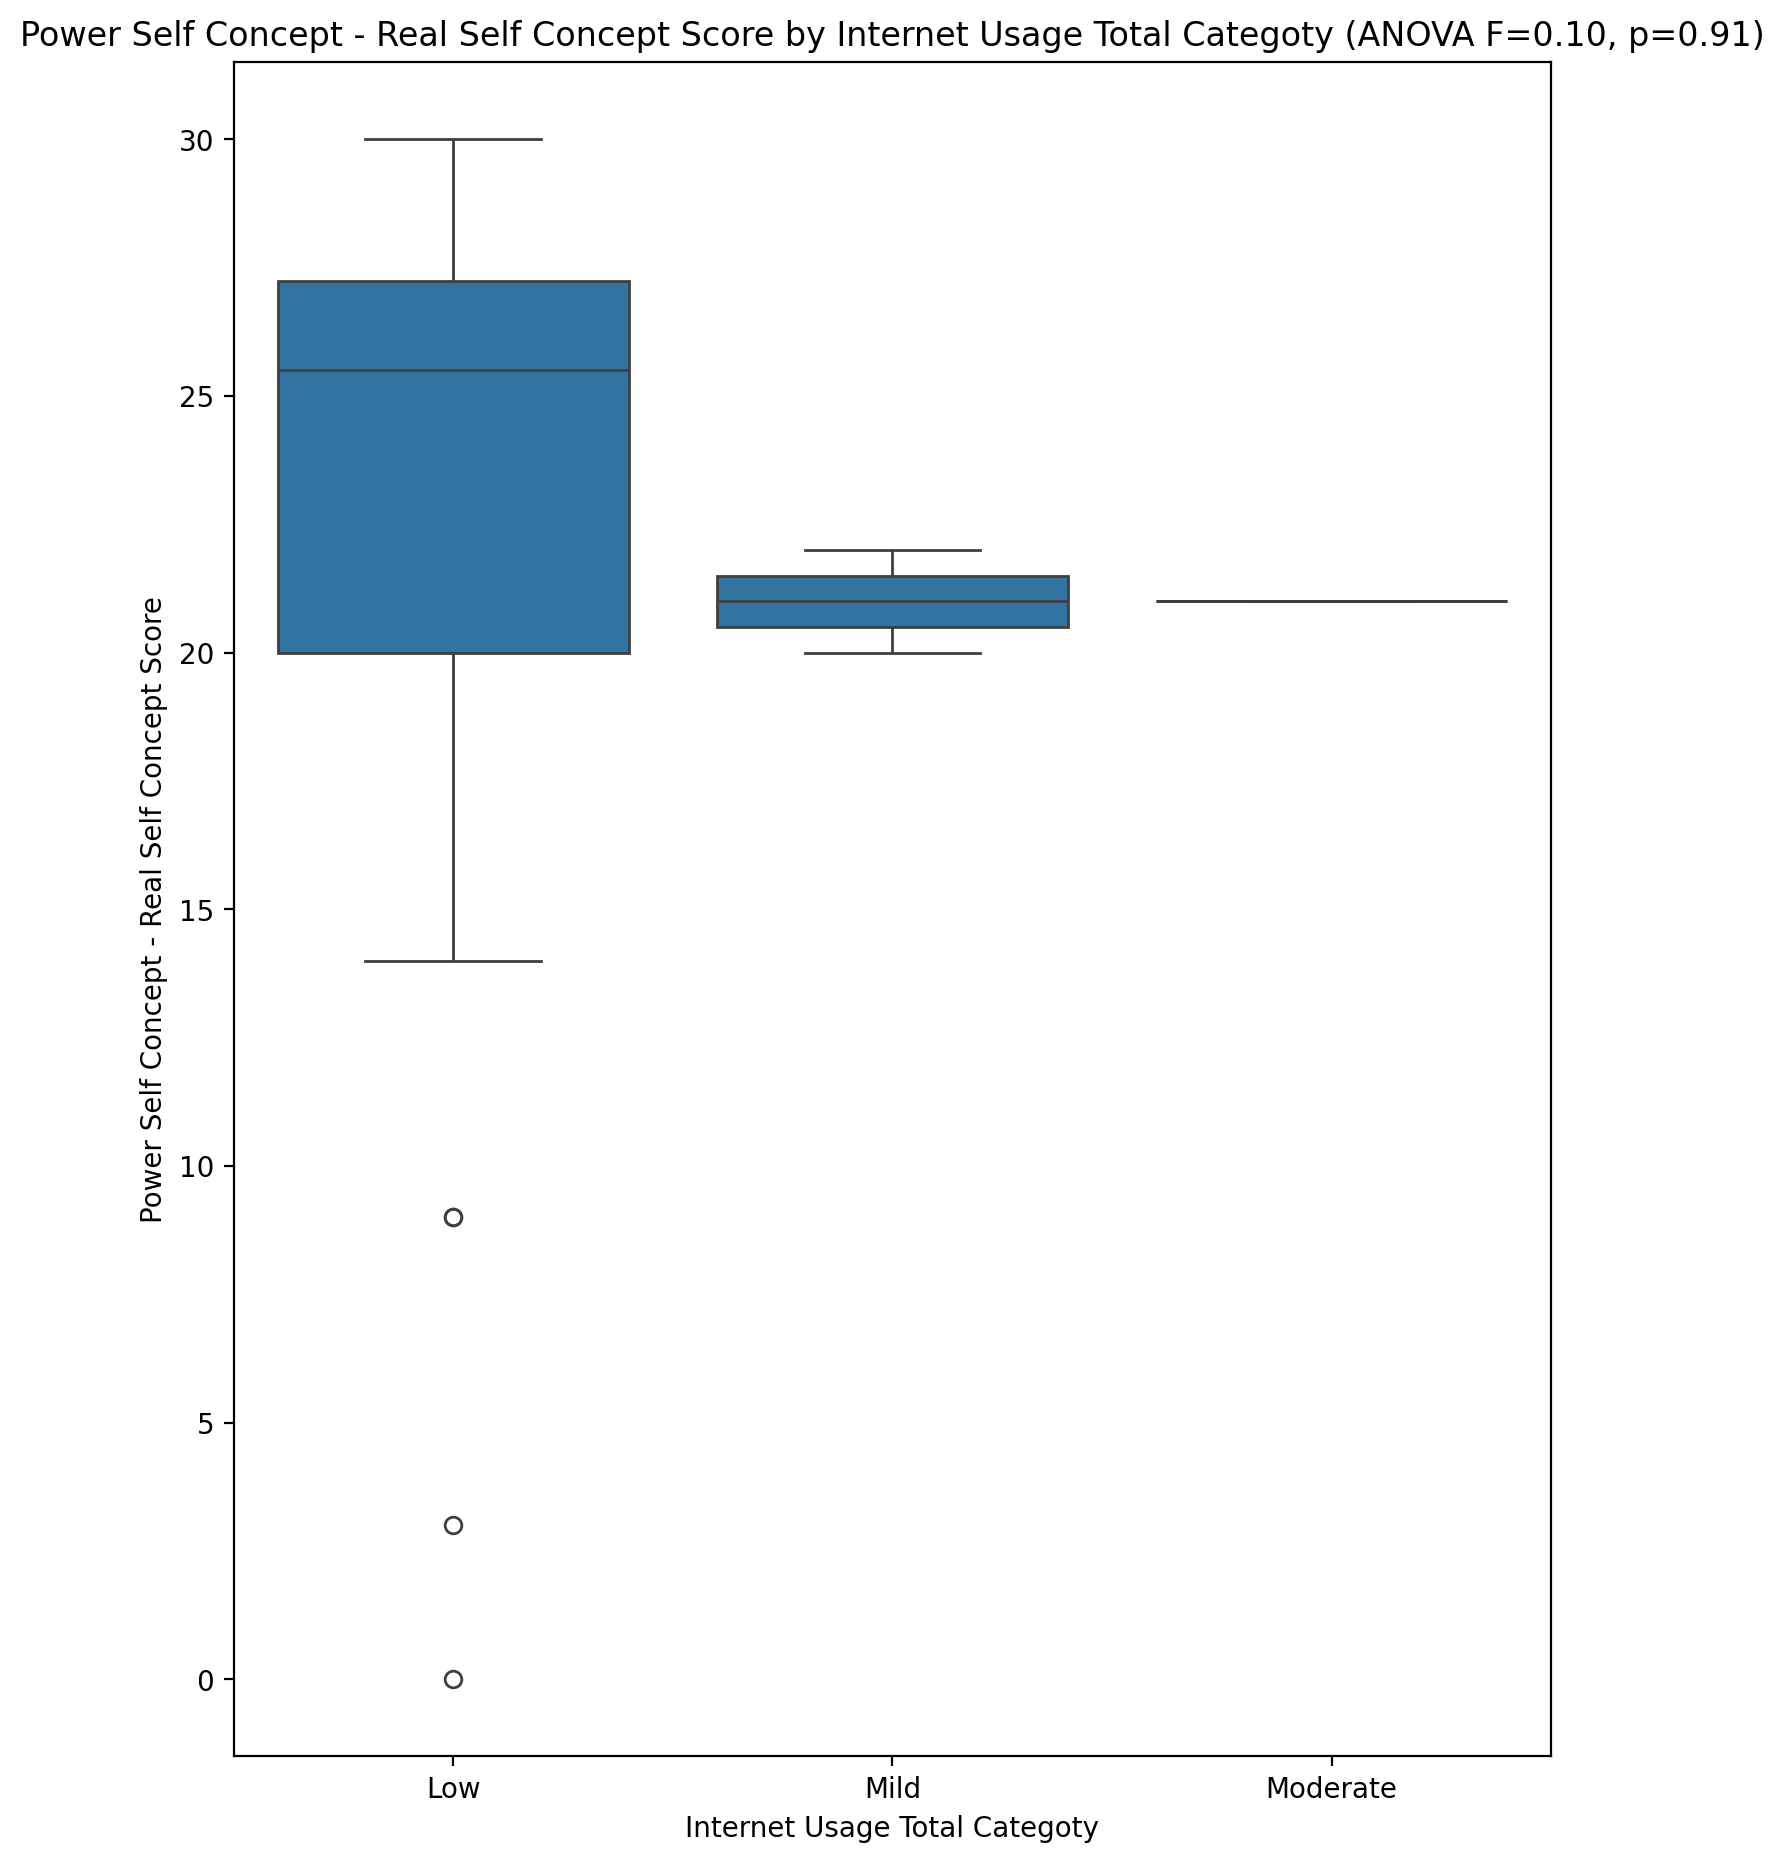 Power Self Concept - Real Self Concept Score by Internet Usage Total Categoty (ANOVA F=0.10, p=0.91)
Power Self Concept - Real Self Concept Score
30
25
20
15
10
5
0
Low Mild Moderate
Internet Usage Total Categoty